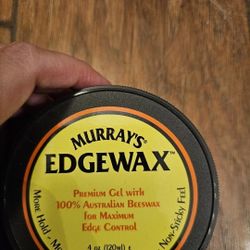 MURRAY'S®
EDGEWAX™
PREMIUM GEL WITH
100% AUSTRALIAN BEESWAX
FOR MAXIMUM
EDGE CONTROL
4 oz. (120ml)
MORE HOLD
NON-STICKY FEEL